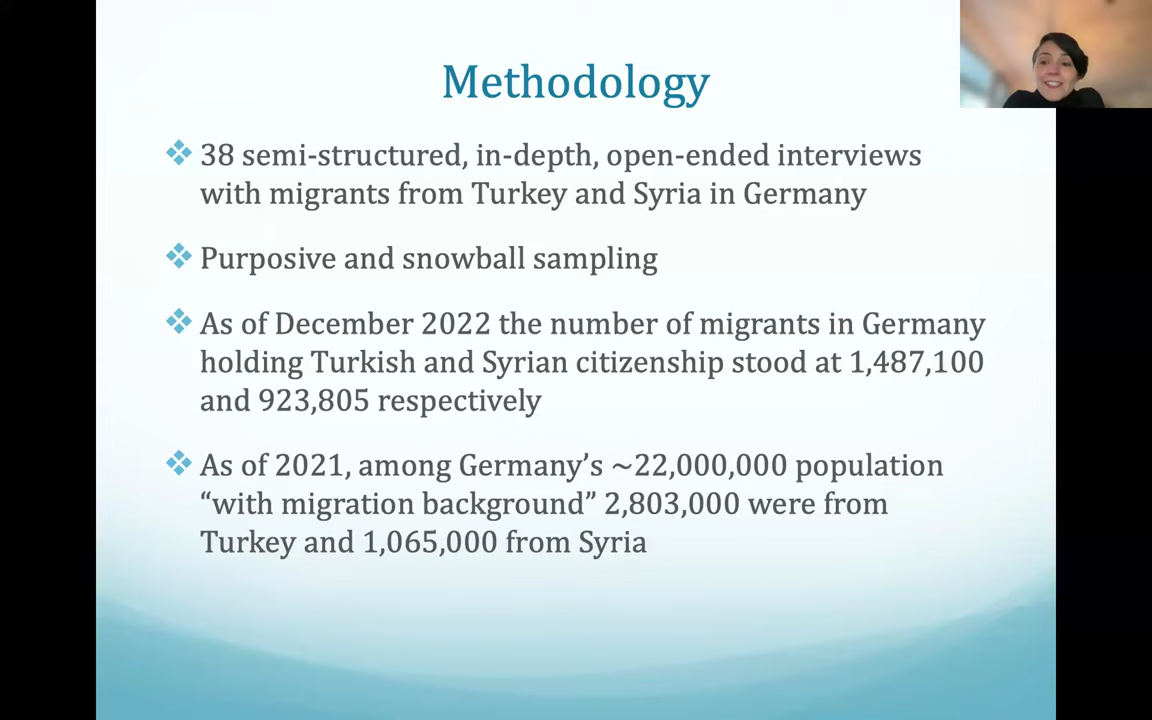 Methodology
38 semi-structured, in-depth, open-ended interviews
with migrants from Turkey and Syria in Germany
Purposive and snowball sampling
As of December 2022 the number of migrants in Germany
holding Turkish and Syrian citizenship stood at 1,487,100
and 923,805 respectively
As of 2021, among Germany’s ~22,000,000 population
“with migration background” 2,803,000 were from
Turkey and 1,065,000 from Syria